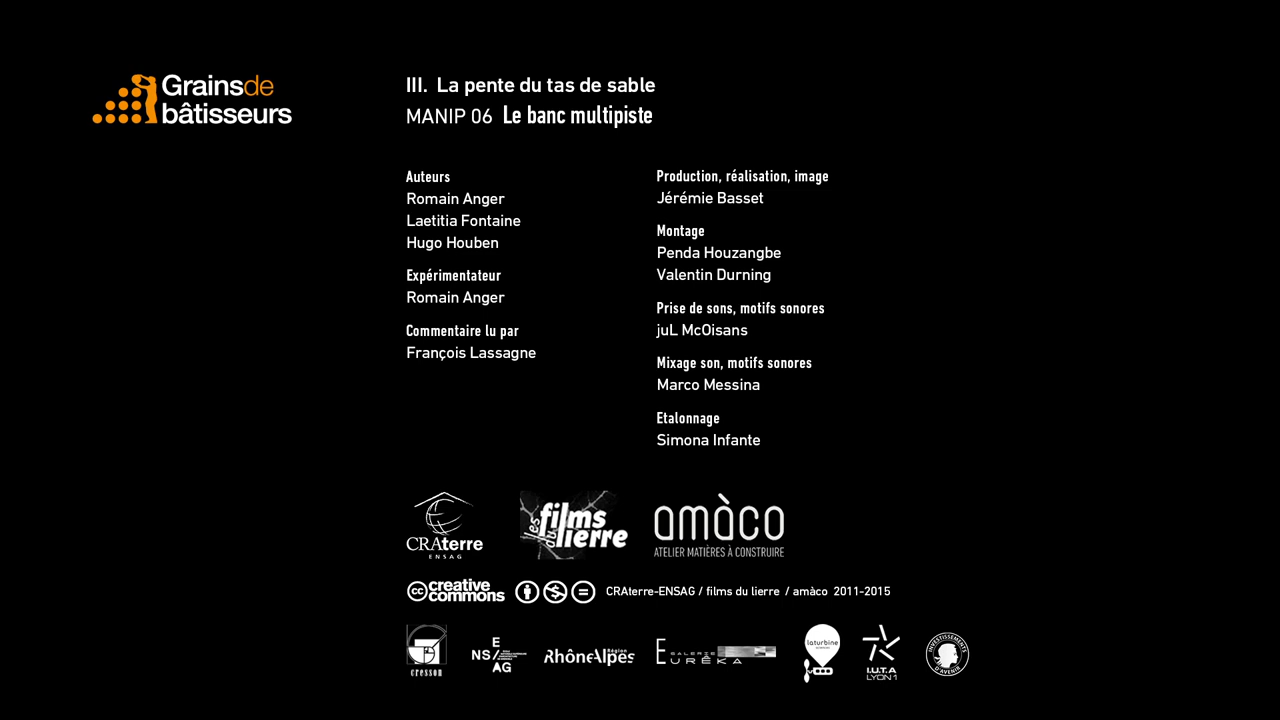 Grainsde
bâtisseurs
III. La pente du tas de sable
MANIP 06 Le banc multipiste
Auteurs
Romain Anger
Laetitia Fontaine
Hugo Houben
Expérimentateur
Romain Anger
Commentaire lu par
François Lassagne
Production, réalisation, image
Jérémie Basset
Montage
Penda Houzangbe
Valentin Durning
Prise de sons, motifs sonores
juL McOisans
Mixage son, motifs sonores
Marco Messina
Etalonnage
Simona Infante
CRAterre
ENSAG
les films
du lierre
amàco
ATELIER MATIÈRES À CONSTRUIRE
cc creative
commons
CRAterre-ENSAG / films du lierre / amàco 2011-2015
cresson
E
NS/
AG
RhôneAlpes Région
GALERIE
EURÊKA
laturbine
I.U.T.A
LYON 1
INVESTISSEMENTS
D'AVENIR